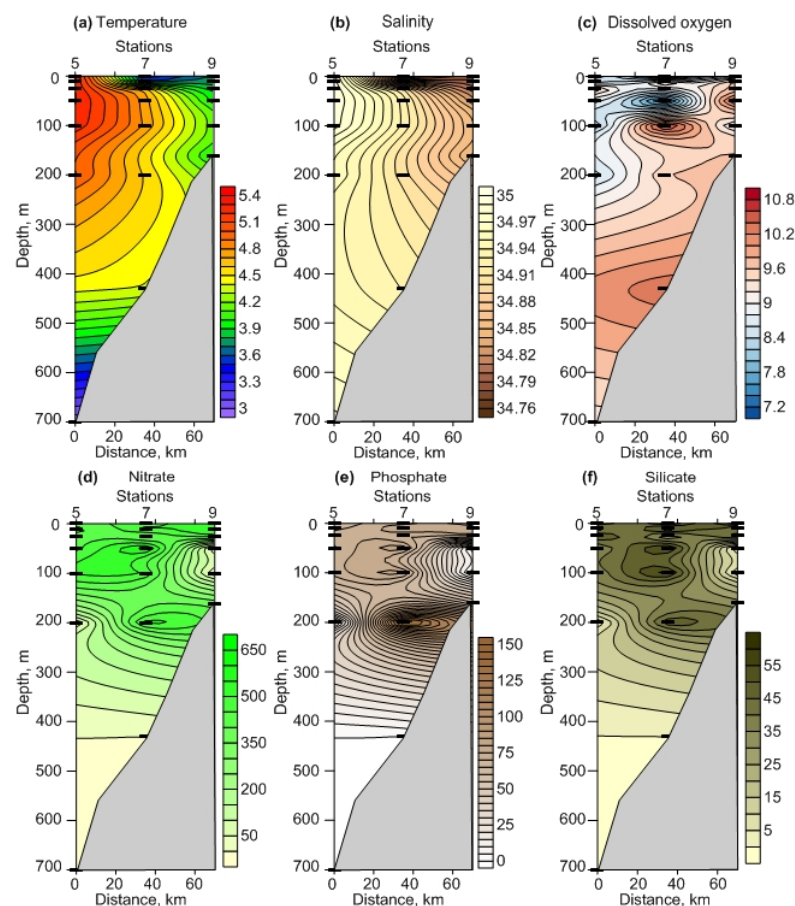 (a) Temperature
Stations
5 7 9
0
100
200
300
400
500
600
700
Depth, m
0 20 40 60
Distance, km
5.4
5.1
4.8
4.5
4.2
3.9
3.6
3.3
3
(b) Salinity
Stations
5 7 9
0
100
200
300
400
500
600
700
Depth, m
0 20 40 60
Distance, km
35
34.97
34.94
34.91
34.88
34.85
34.82
34.79
34.76
(c) Dissolved oxygen
Stations
5 7 9
0
100
200
300
400
500
600
700
Depth, m
0 20 40 60
Distance, km
10.8
10.2
9.6
9
8.4
7.8
7.2
(d) Nitrate
Stations
5 7 9
0
100
200
300
400
500
600
700
Depth, m
0 20 40 60
Distance, km
650
500
350
200
50
(e) Phosphate
Stations
5 7 9
0
100
200
300
400
500
600
700
Depth, m
0 20 40 60
Distance, km
150
125
100
75
50
25
0
(f) Silicate
Stations
5 7 9
0
100
200
300
400
500
600
700
Depth, m
0 20 40 60
Distance, km
55
45
35
25
15
5